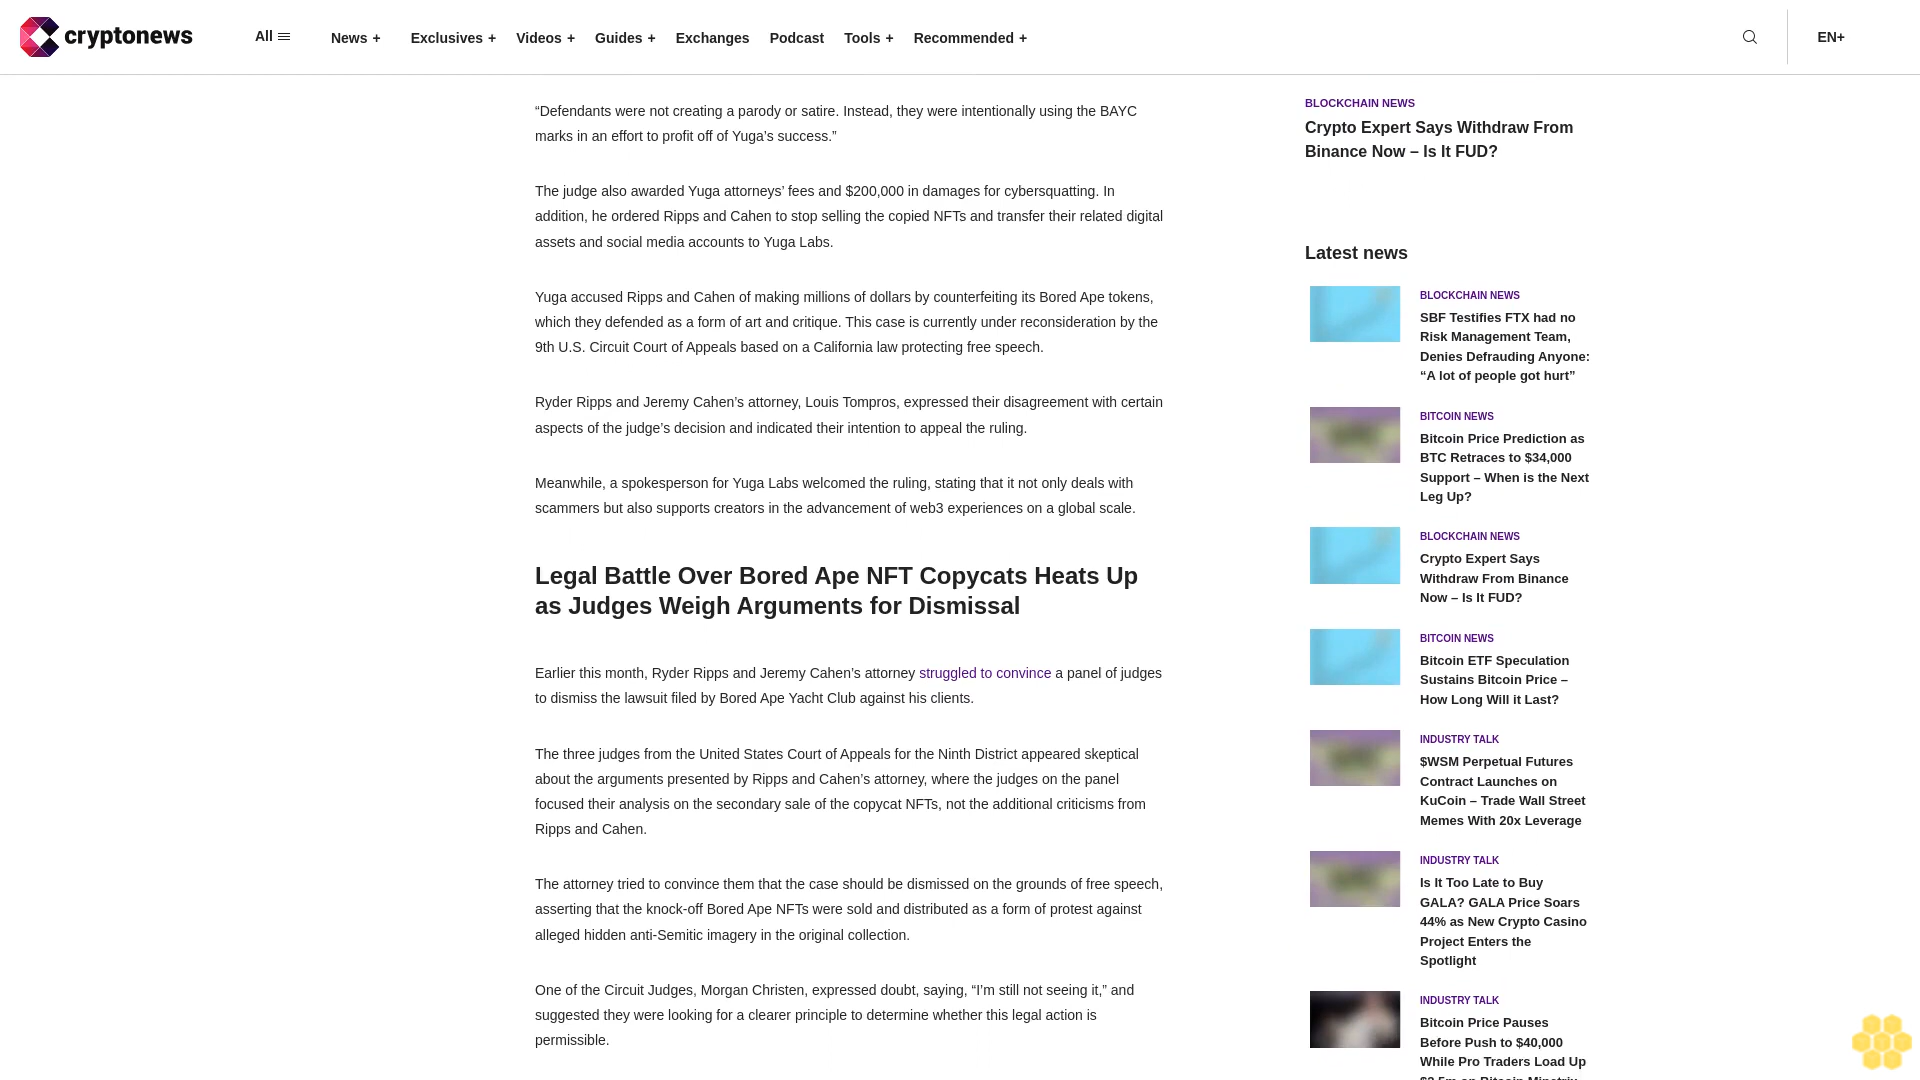 cryptonews
All
News +
Exclusives +
Videos +
Guides +
Exchanges
Podcast
Tools +
Recommended +
EN+
“Defendants were not creating a parody or satire. Instead, they were intentionally using the BAYC
marks in an effort to profit off of Yuga’s success.”
The judge also awarded Yuga attorneys’ fees and $200,000 in damages for cybersquatting. In
addition, he ordered Ripps and Cahen to stop selling the copied NFTs and transfer their related digital
assets and social media accounts to Yuga Labs.
Yuga accused Ripps and Cahen of making millions of dollars by counterfeiting its Bored Ape tokens,
which they defended as a form of art and critique. This case is currently under reconsideration by the
9th U.S. Circuit Court of Appeals based on a California law protecting free speech.
Ryder Ripps and Jeremy Cahen’s attorney, Louis Tompros, expressed their disagreement with certain
aspects of the judge’s decision and indicated their intention to appeal the ruling.
Meanwhile, a spokesperson for Yuga Labs welcomed the ruling, stating that it not only deals with
scammers but also supports creators in the advancement of web3 experiences on a global scale.
Legal Battle Over Bored Ape NFT Copycats Heats Up
as Judges Weigh Arguments for Dismissal
Earlier this month, Ryder Ripps and Jeremy Cahen’s attorney struggled to convince a panel of judges
to dismiss the lawsuit filed by Bored Ape Yacht Club against his clients.
The three judges from the United States Court of Appeals for the Ninth District appeared skeptical
about the arguments presented by Ripps and Cahen’s attorney, where the judges on the panel
focused their analysis on the secondary sale of the copycat NFTs, not the additional criticisms from
Ripps and Cahen.
The attorney tried to convince them that the case should be dismissed on the grounds of free speech,
asserting that the knock-off Bored Ape NFTs were sold and distributed as a form of protest against
alleged hidden anti-Semitic imagery in the original collection.
One of the Circuit Judges, Morgan Christen, expressed doubt, saying, “I’m still not seeing it,” and
suggested they were looking for a clearer principle to determine whether this legal action is
permissible.
BLOCKCHAIN NEWS
Crypto Expert Says Withdraw From
Binance Now – Is It FUD?
Latest news
BLOCKCHAIN NEWS
SBF Testifies FTX had no
Risk Management Team,
Denies Defrauding Anyone:
“A lot of people got hurt”
BITCOIN NEWS
Bitcoin Price Prediction as
BTC Retraces to $34,000
Support – When is the Next
Leg Up?
BLOCKCHAIN NEWS
Crypto Expert Says
Withdraw From Binance
Now – Is It FUD?
BITCOIN NEWS
Bitcoin ETF Speculation
Sustains Bitcoin Price –
How Long Will it Last?
INDUSTRY TALK
$WSM Perpetual Futures
Contract Launches on
KuCoin – Trade Wall Street
Memes With 20x Leverage
INDUSTRY TALK
Is It Too Late to Buy
GALA? GALA Price Soars
44% as New Crypto Casino
Project Enters the
Spotlight
INDUSTRY TALK
Bitcoin Price Pauses
Before Push to $40,000
While Pro Traders Load Up